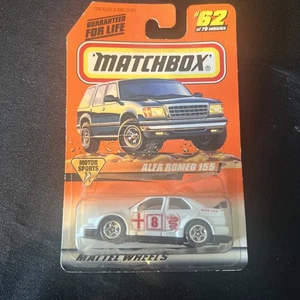 GUARANTEED
FOR LIFE
#62
of 75 vehicles
MATCHBOX
ALFA ROMEO 155
MOTOR
SPORTS
8
MATTEL WHEELS